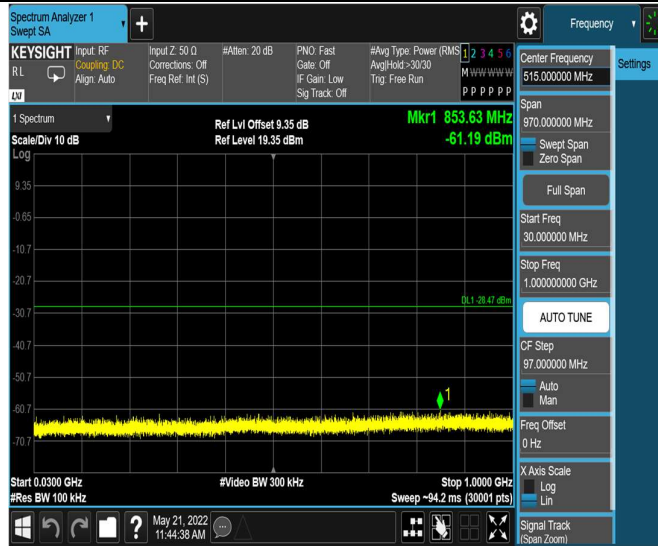 Spectrum Analyzer 1
Swept SA
+
Frequency
KEYSIGHT
RL
LXI
Input: RF
Coupling: DC
Align: Auto
Input Z: 50 Ω
Corrections: Off
Freq Ref: Int (S)
#Atten: 20 dB
PNO: Fast
Gate: Off
IF Gain: Low
Sig Track: Off
#Avg Type: Power (RMS
Avg|Hold:>30/30
Trig: Free Run
1 2 3 4 5 6
M W W W W W
P P P P P P
Center Frequency
515.000000 MHz
Settings
1 Spectrum
Scale/Div 10 dB
Ref Lvl Offset 9.35 dB
Ref Level 19.35 dBm
Mkr1 853.63 MHz
-61.19 dBm
Span
970.000000 MHz
Swept Span
Zero Span
Full Span
Start Freq
30.000000 MHz
Stop Freq
1.000000000 GHz
AUTO TUNE
CF Step
97.000000 MHz
Auto
Man
Freq Offset
0 Hz
X Axis Scale
Log
Lin
Signal Track
(Span Zoom)
Log
9.35
-0.65
-10.7
-20.7
DL1 -28.47 dBm
-30.7
-40.7
-50.7
1
-60.7
-70.7
Start 0.0300 GHz
#Res BW 100 kHz
#Video BW 300 kHz
Stop 1.0000 GHz
Sweep ~94.2 ms (30001 pts)
?
May 21, 2022
11:44:38 AM